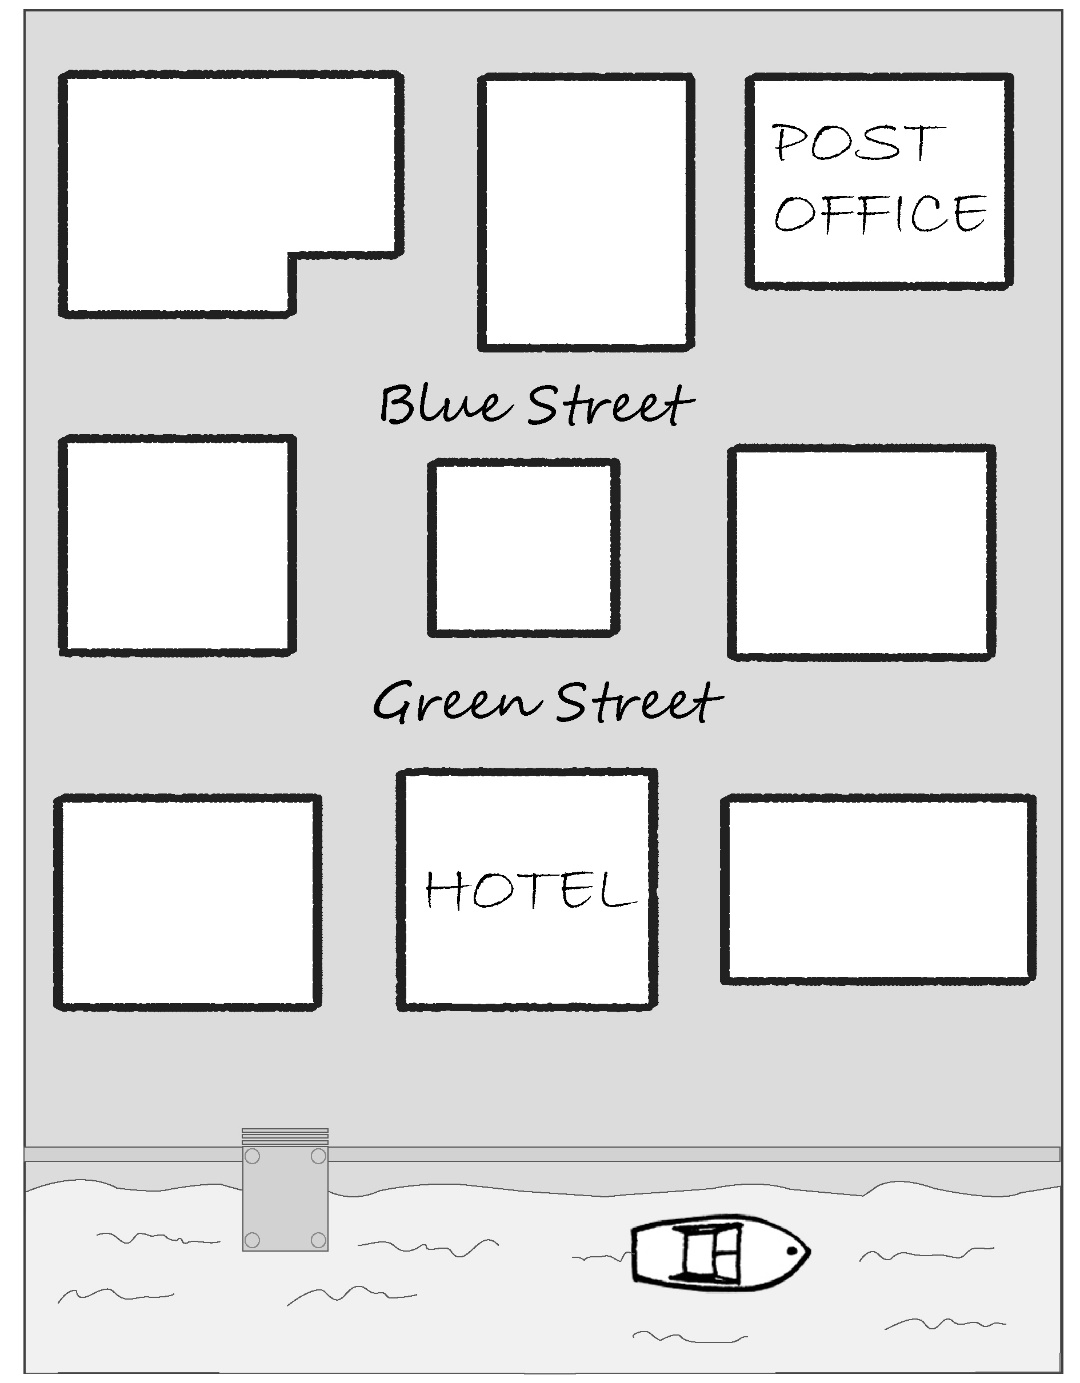 POST
OFFICE
Blue Street
Green Street
HOTEL